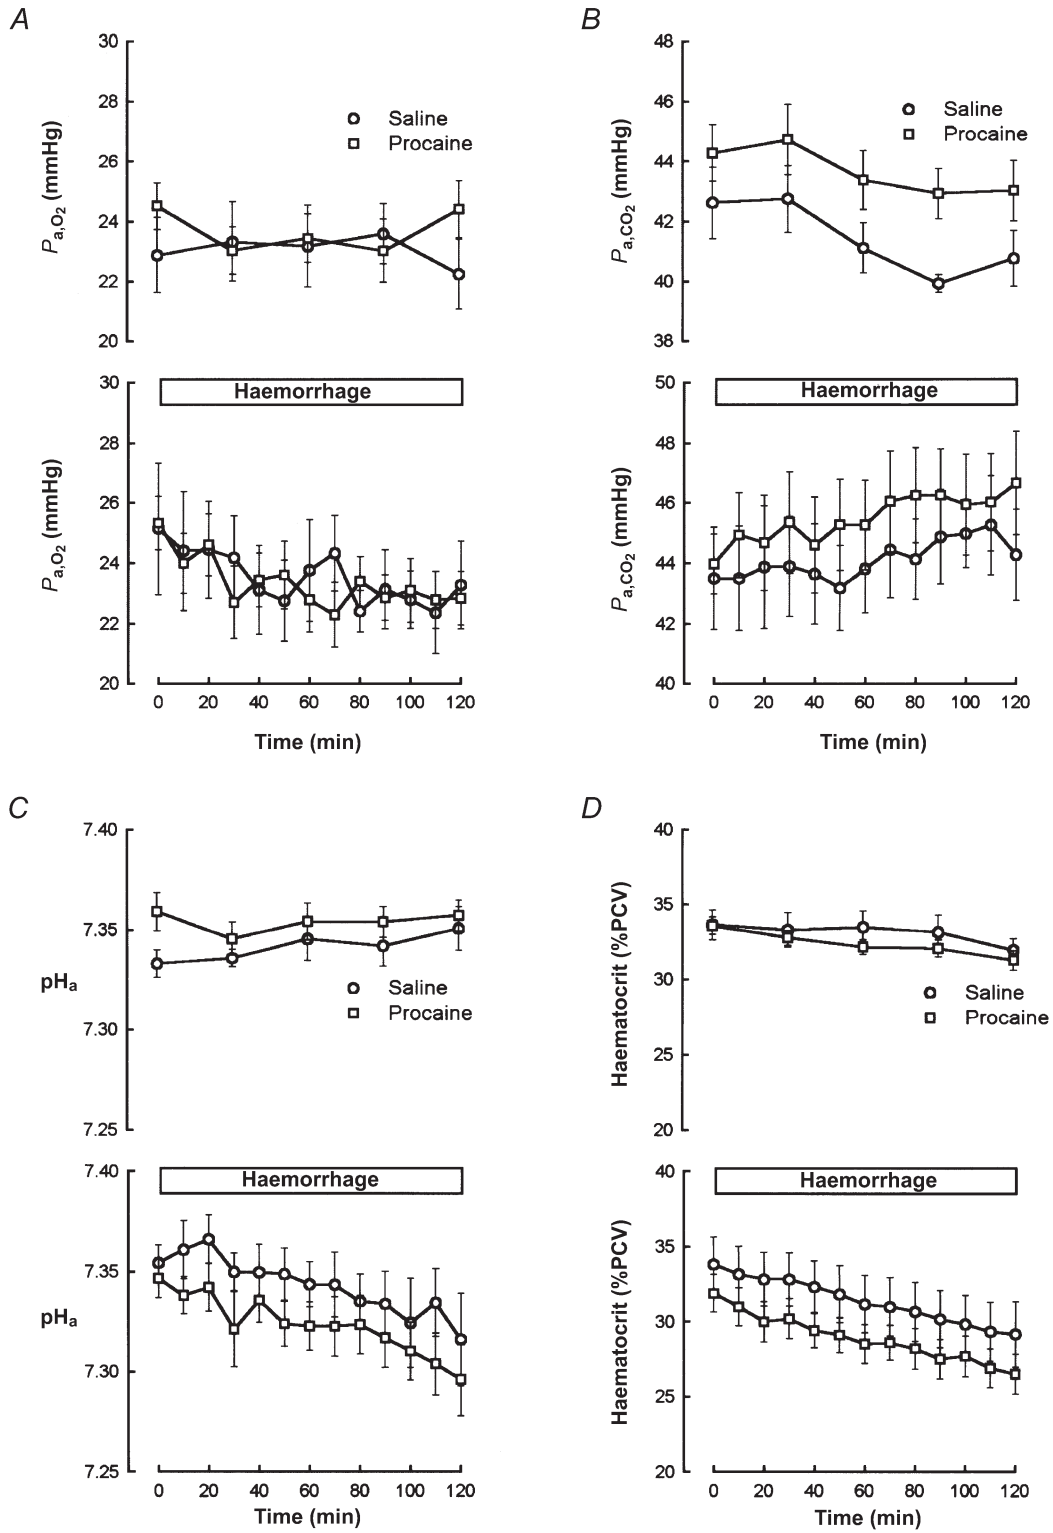 A
30
28
26
24
22
20
Pa,O2 (mmHg)
Saline
Procaine
30
28
26
24
22
20
Pa,O2 (mmHg)
Haemorrhage
0 20 40 60 80 100 120
Time (min)
B
48
46
44
42
40
38
Pa,CO2 (mmHg)
Saline
Procaine
50
48
46
44
42
40
Pa,CO2 (mmHg)
Haemorrhage
0 20 40 60 80 100 120
Time (min)
C
7.40
7.35
7.30
7.25
pHa
Saline
Procaine
7.40
7.35
7.30
7.25
pHa
Haemorrhage
0 20 40 60 80 100 120
Time (min)
D
40
35
30
25
20
Haematocrit (%PCV)
Saline
Procaine
40
35
30
25
20
Haematocrit (%PCV)
Haemorrhage
0 20 40 60 80 100 120
Time (min)